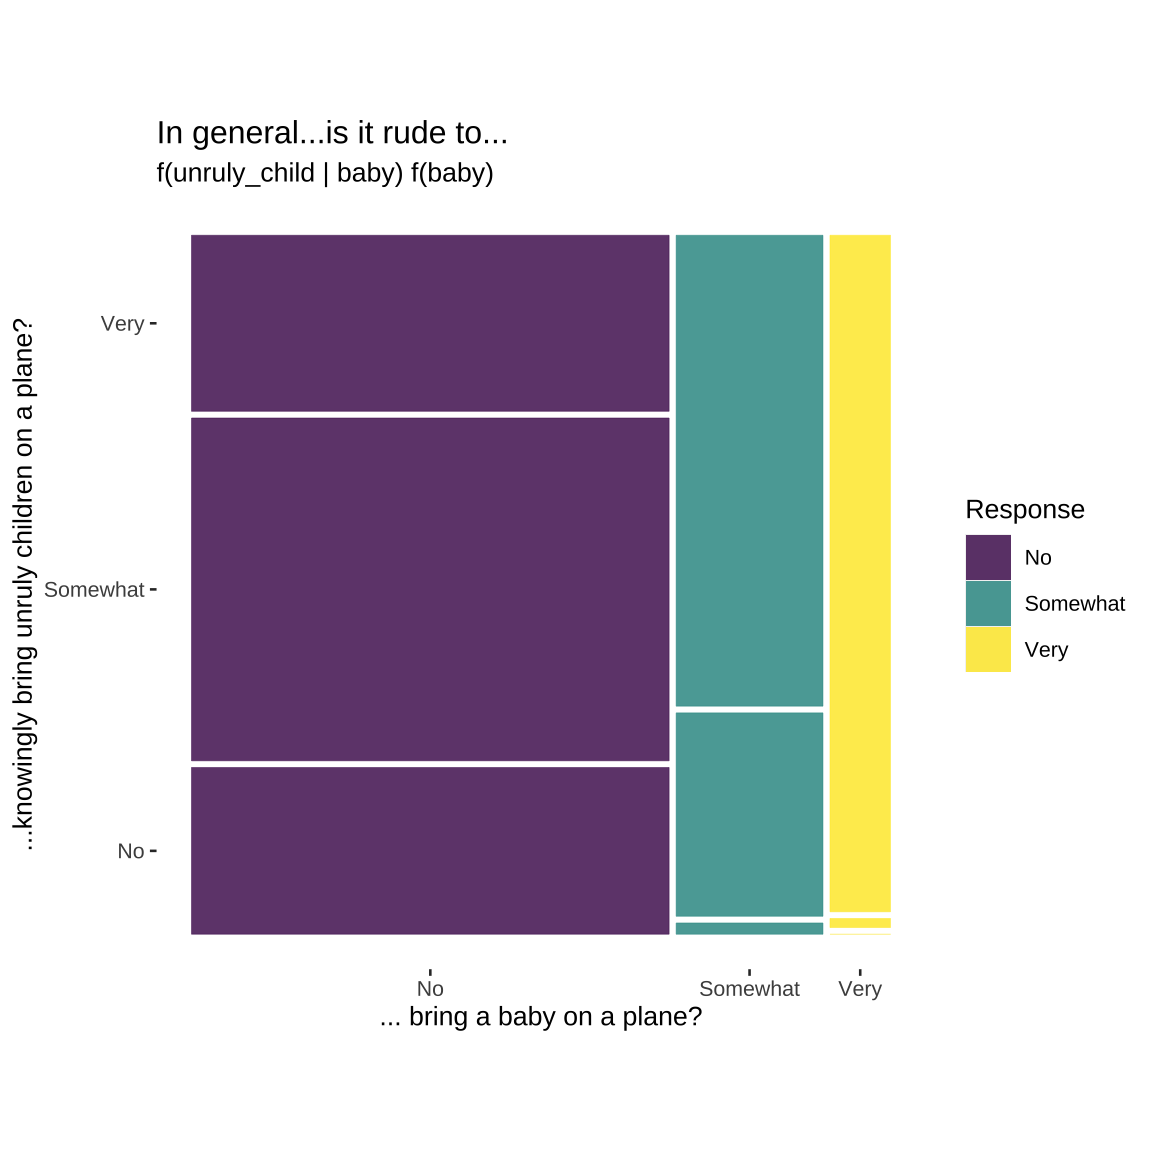 In general...is it rude to...
f(unruly_child | baby) f(baby)
...knowingly bring unruly children on a plane?
Very
Somewhat
No
No
Somewhat
Very
... bring a baby on a plane?
Response
No
Somewhat
Very